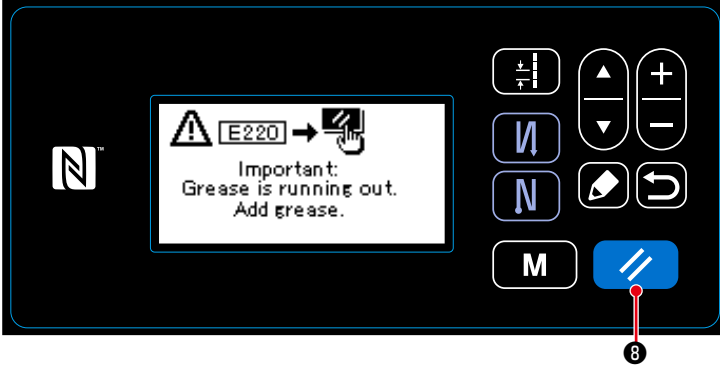 E220
Important:
Grease is running out.
Add grease.
M
8